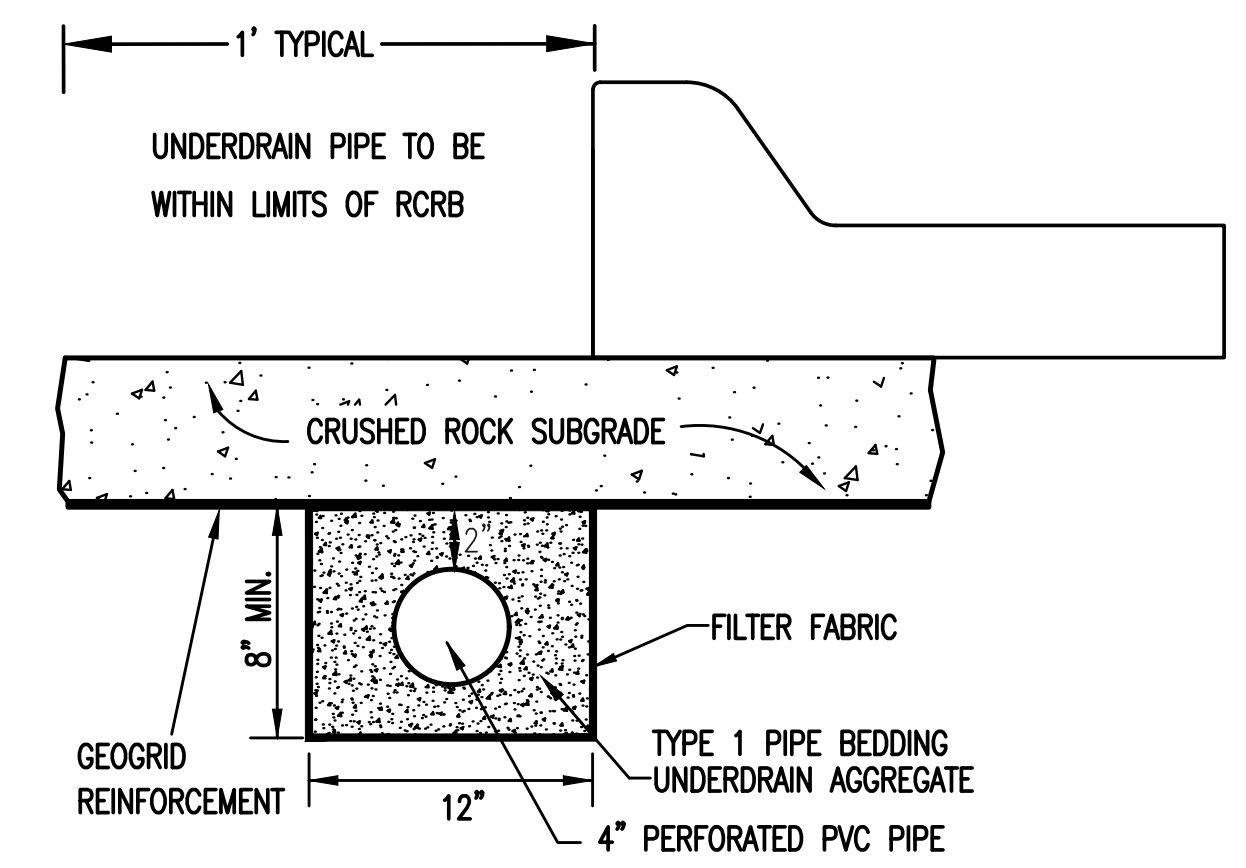 1' TYPICAL
UNDERDRAIN PIPE TO BE
WITHIN LIMITS OF RCRB
CRUSHED ROCK SUBGRADE
2"
8" MIN.
FILTER FABRIC
GEOGRID
REINFORCEMENT
TYPE 1 PIPE BEDDING
UNDERDRAIN AGGREGATE
12"
4" PERFORATED PVC PIPE